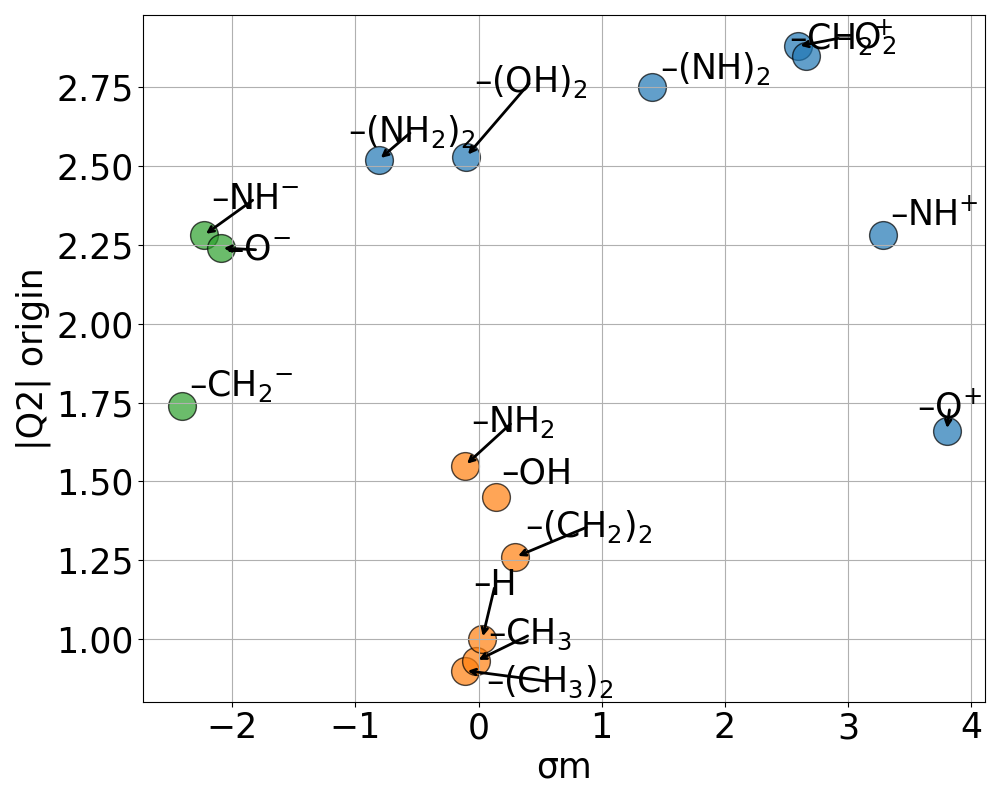 –CH₂⁺
–O₂
–(NH)₂
–(OH)₂
–(NH₂)₂
–NH⁻
–NH⁺
–O⁻
–CH₂⁻
–O⁺
–NH₂
–OH
–(CH₂)₂
–H
–CH₃
–(CH₃)₂
2.75
2.50
2.25
2.00
1.75
1.50
1.25
1.00
|Q2| origin
−2 −1 0 1 2 3 4
σm